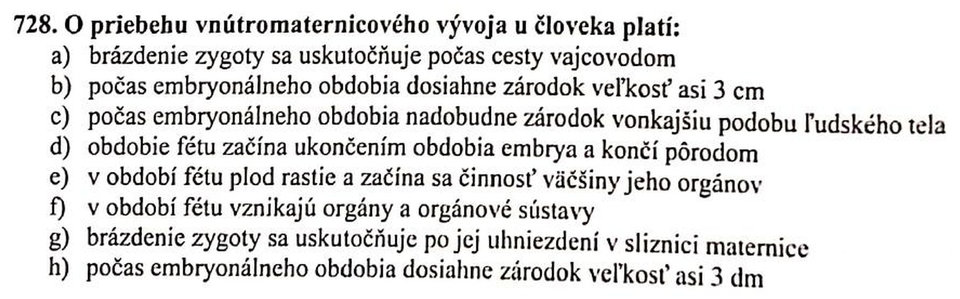 728. O priebehu vnútromaternicového vývoja u človeka platí:
a) brázdenie zygoty sa uskutočňuje počas cesty vajcovodom
b) počas embryonálneho obdobia dosiahne zárodok veľkosť asi 3 cm
c) počas embryonálneho obdobia nadobudne zárodok vonkajšiu podobu ľudského tela
d) obdobie fétu začína ukončením obdobia embrya a končí pôrodom
e) v období fétu plod rastie a začína sa činnosť väčšiny jeho orgánov
f) v období fétu vznikajú orgány a orgánové sústavy
g) brázdenie zygoty sa uskutočňuje po jej uhniezdení v sliznici maternice
h) počas embryonálneho obdobia dosiahne zárodok veľkosť asi 3 dm